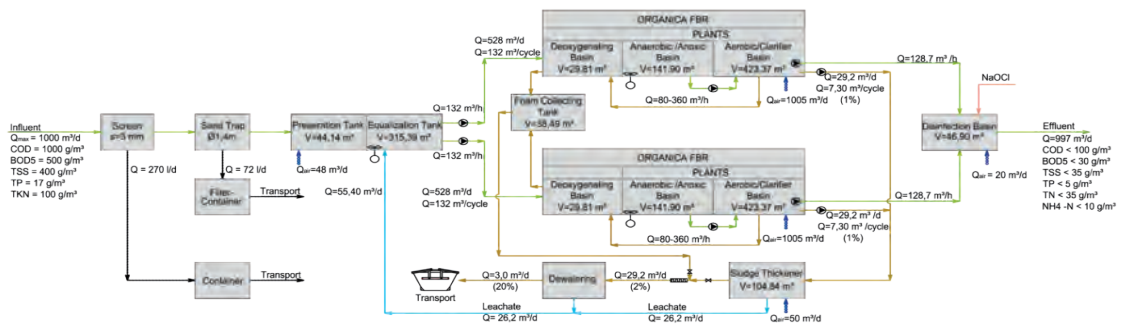 Influent
Qmax = 1000 m³/d
COD = 1000 g/m³
BOD5 = 500 g/m³
TSS = 400 g/m³
TP = 17 g/m³
TKN = 100 g/m³
Screen
s=3 mm
Q = 270 l/d
Sand Trap
Ø1,4m
Q = 72 l/d
Filter-
Container
Transport
Container
Transport
Preaeration Tank
V=44,14 m³
Qair=48 m³/d
Equalization Tank
V=315,39 m³
Q=55,40 m³/d
Q=132 m³/h
Q=132 m³/h
Q=528 m³/d
Q=132 m³/cycle
Q=528 m³/d
Q=132 m³/cycle
Foam Collecting
Tank
V=38,49 m³
ORGANICA FBR
PLANTS
Deoxygenating
Basin
V=29.81 m³
Anaerobic /Anoxic
Basin
V=141.90 m³
Aerobic/Clarifier
Basin
V=423.37 m³
Q=80-360 m³/h
Qair=1005 m³/d
Q=29,2 m³/d
Q=7,30 m³/cycle
(1%)
Q=128,7 m³ /h
ORGANICA FBR
PLANTS
Deoxygenating
Basin
V=29.81 m³
Anaerobic /Anoxic
Basin
V=141.90 m³
Aerobic/Clarifier
Basin
V=423.37 m³
Q=80-360 m³/h
Qair=1005 m³/d
Q=29,2 m³ /d
Q=7,30 m³ /cycle
(1%)
Q=128,7 m³/h
NaOCl
Disinfection Basin
V=46,90 m³
Qair = 20 m³/d
Effluent
Q=997 m³/d
COD < 100 g/m³
BOD5 < 30 g/m³
TSS < 35 g/m³
TP < 5 g/m³
TN < 35 g/m³
NH4 -N < 10 g/m³
Transport
Q=3,0 m³/d
(20%)
Dewatering
Q=29,2 m³/d
(2%)
Sludge Thickener
V=104.84 m³
Qair=50 m³/d
Leachate
Q= 26,2 m³/d
Leachate
Q= 26,2 m³/d